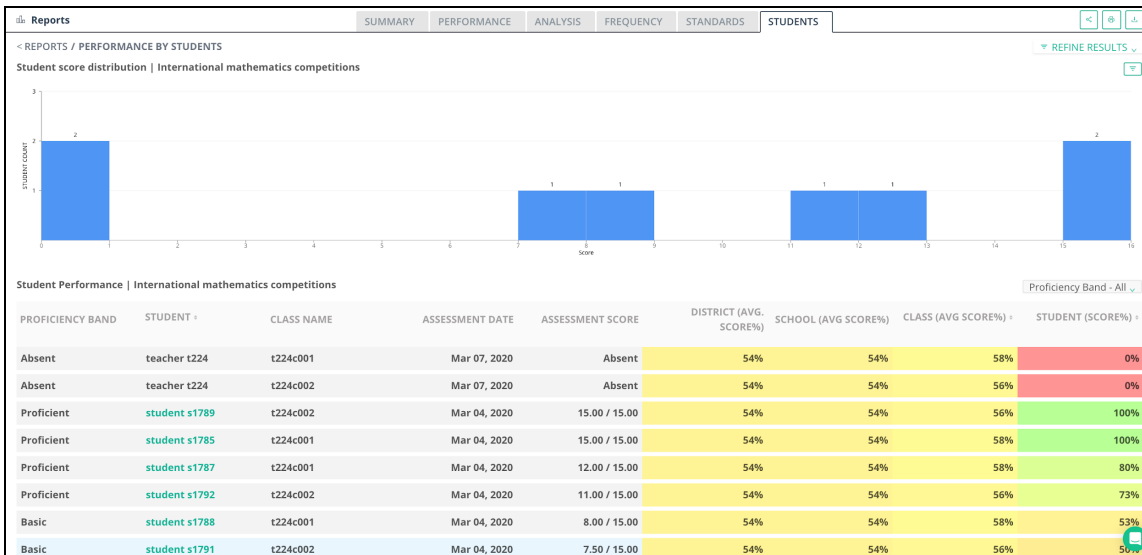 Reports
SUMMARY PERFORMANCE ANALYSIS FREQUENCY STANDARDS STUDENTS
< REPORTS / PERFORMANCE BY STUDENTS
REFINE RESULTS
Student score distribution | International mathematics competitions
3
2
1
STUDENT COUNT
2 1 1 1 1 2
0 1 2 3 4 5 6 7 8 9 10 11 12 13 14 15 16
Score
Student Performance | International mathematics competitions
Proficiency Band - All
PROFICIENCY BAND STUDENT CLASS NAME ASSESSMENT DATE ASSESSMENT SCORE DISTRICT (AVG. SCORE%) SCHOOL (AVG SCORE%) CLASS (AVG SCORE%) STUDENT (SCORE%)
Absent teacher t224 t224c001 Mar 07, 2020 Absent 54% 54% 58% 0%
Absent teacher t224 t224c002 Mar 07, 2020 Absent 54% 54% 56% 0%
Proficient student s1789 t224c002 Mar 04, 2020 15.00 / 15.00 54% 54% 56% 100%
Proficient student s1785 t224c001 Mar 04, 2020 15.00 / 15.00 54% 54% 58% 100%
Proficient student s1787 t224c001 Mar 04, 2020 12.00 / 15.00 54% 54% 58% 80%
Proficient student s1792 t224c002 Mar 04, 2020 11.00 / 15.00 54% 54% 56% 73%
Basic student s1788 t224c001 Mar 04, 2020 8.00 / 15.00 54% 54% 58% 53%
Basic student s1791 t224c002 Mar 04, 2020 7.50 / 15.00 54% 54% 56%